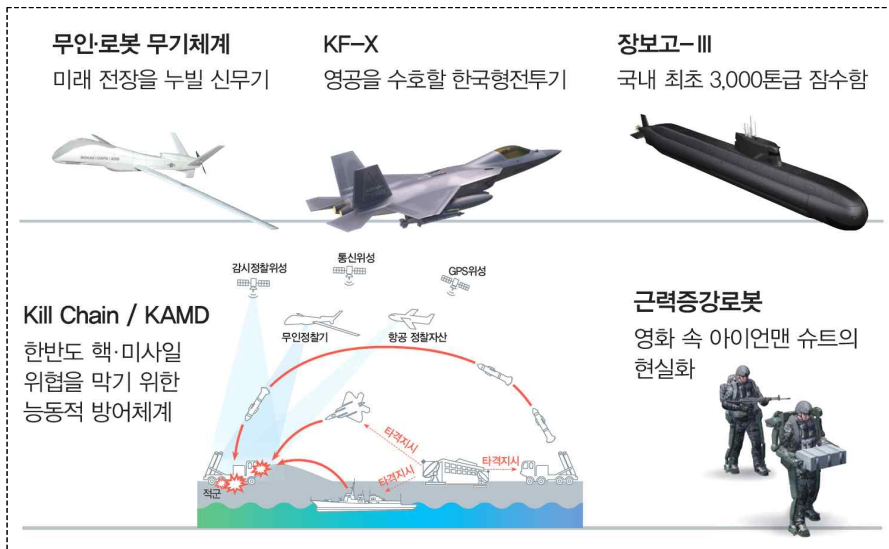 무인·로봇 무기체계
미래 전장을 누빌 신무기
KF-X
영공을 수호할 한국형전투기
장보고-Ⅲ
국내 최초 3,000톤급 잠수함
Kill Chain / KAMD
한반도 핵·미사일
위협을 막기 위한
능동적 방어체계
감시정찰위성
통신위성
GPS위성
무인정찰기
항공 정찰자산
타격지시
타격지시
타격지시
적군
근력증강로봇
영화 속 아이언맨 슈트의
현실화